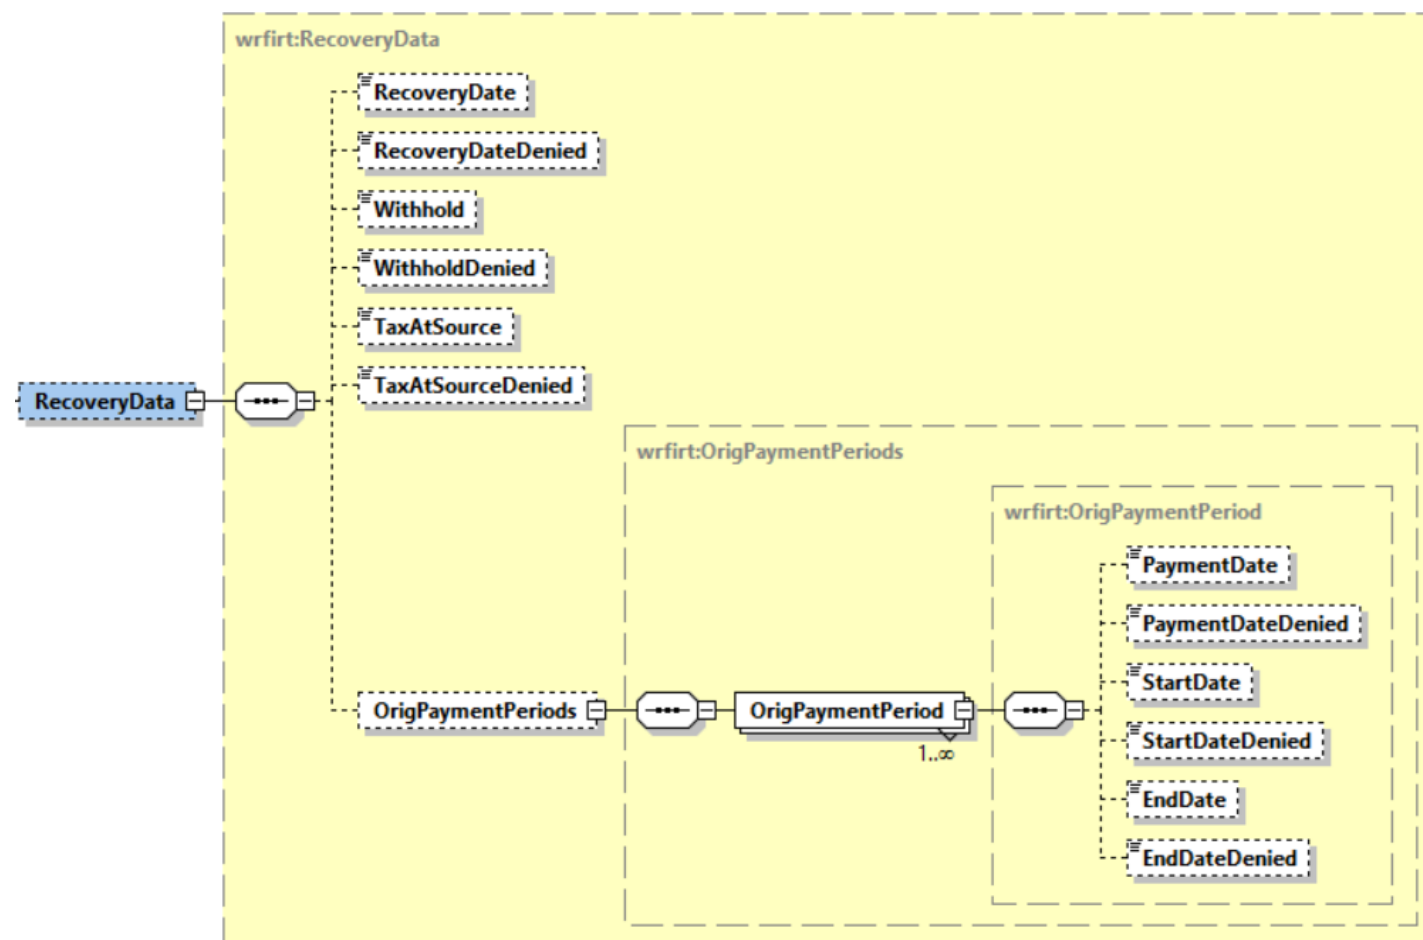 wrfirt:RecoveryData
RecoveryDate
RecoveryDateDenied
Withhold
WithholdDenied
TaxAtSource
TaxAtSourceDenied
RecoveryData
wrfirt:OrigPaymentPeriods
wrfirt:OrigPaymentPeriod
PaymentDate
PaymentDateDenied
StartDate
OrigPaymentPeriods
OrigPaymentPeriod
1..∞
StartDateDenied
EndDate
EndDateDenied